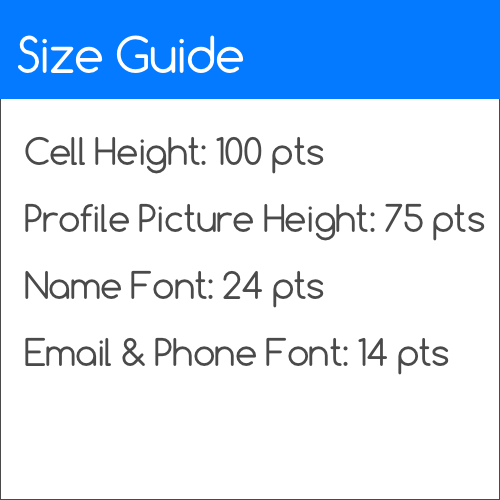 Size Guide
Cell Height: 100 pts
Profile Picture Height: 75 pts
Name Font: 24 pts
Email & Phone Font: 14 pts